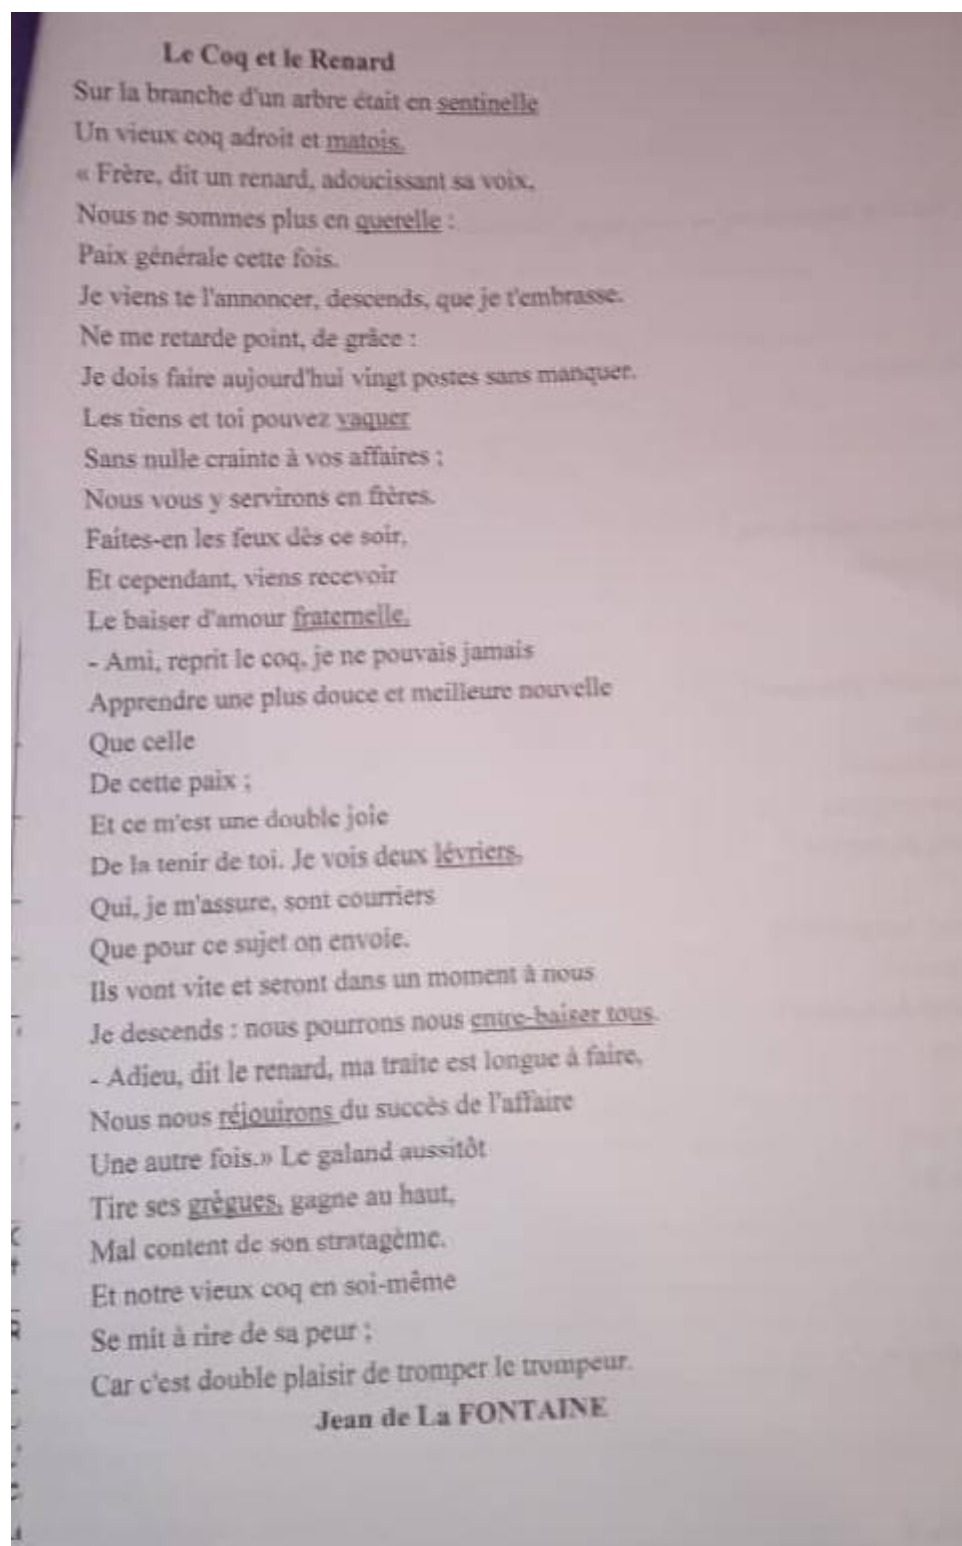 Le Coq et le Renard
Sur la branche d'un arbre était en sentinelle
Un vieux coq adroit et matois.
« Frère, dit un renard, adoucissant sa voix,
Nous ne sommes plus en querelle :
Paix générale cette fois.
Je viens te l'annoncer, descends, que je t'embrasse.
Ne me retarde point, de grâce :
Je dois faire aujourd'hui vingt postes sans manquer.
Les tiens et toi pouvez vaquer
Sans nulle crainte à vos affaires ;
Nous vous y servirons en frères.
Faites-en les feux dès ce soir,
Et cependant, viens recevoir
Le baiser d'amour fraternelle.
- Ami, reprit le coq, je ne pouvais jamais
Apprendre une plus douce et meilleure nouvelle
Que celle
De cette paix ;
Et ce m'est une double joie
De la tenir de toi. Je vois deux lévriers,
Qui, je m'assure, sont courriers
Que pour ce sujet on envoie.
Ils vont vite et seront dans un moment à nous
Je descends : nous pourrons nous entre-baiser tous.
- Adieu, dit le renard, ma traite est longue à faire,
Nous nous réjouirons du succès de l'affaire
Une autre fois.» Le galand aussitôt
Tire ses grègues, gagne au haut,
Mal content de son stratagème.
Et notre vieux coq en soi-même
Se mit à rire de sa peur ;
Car c'est double plaisir de tromper le trompeur.
Jean de La FONTAINE